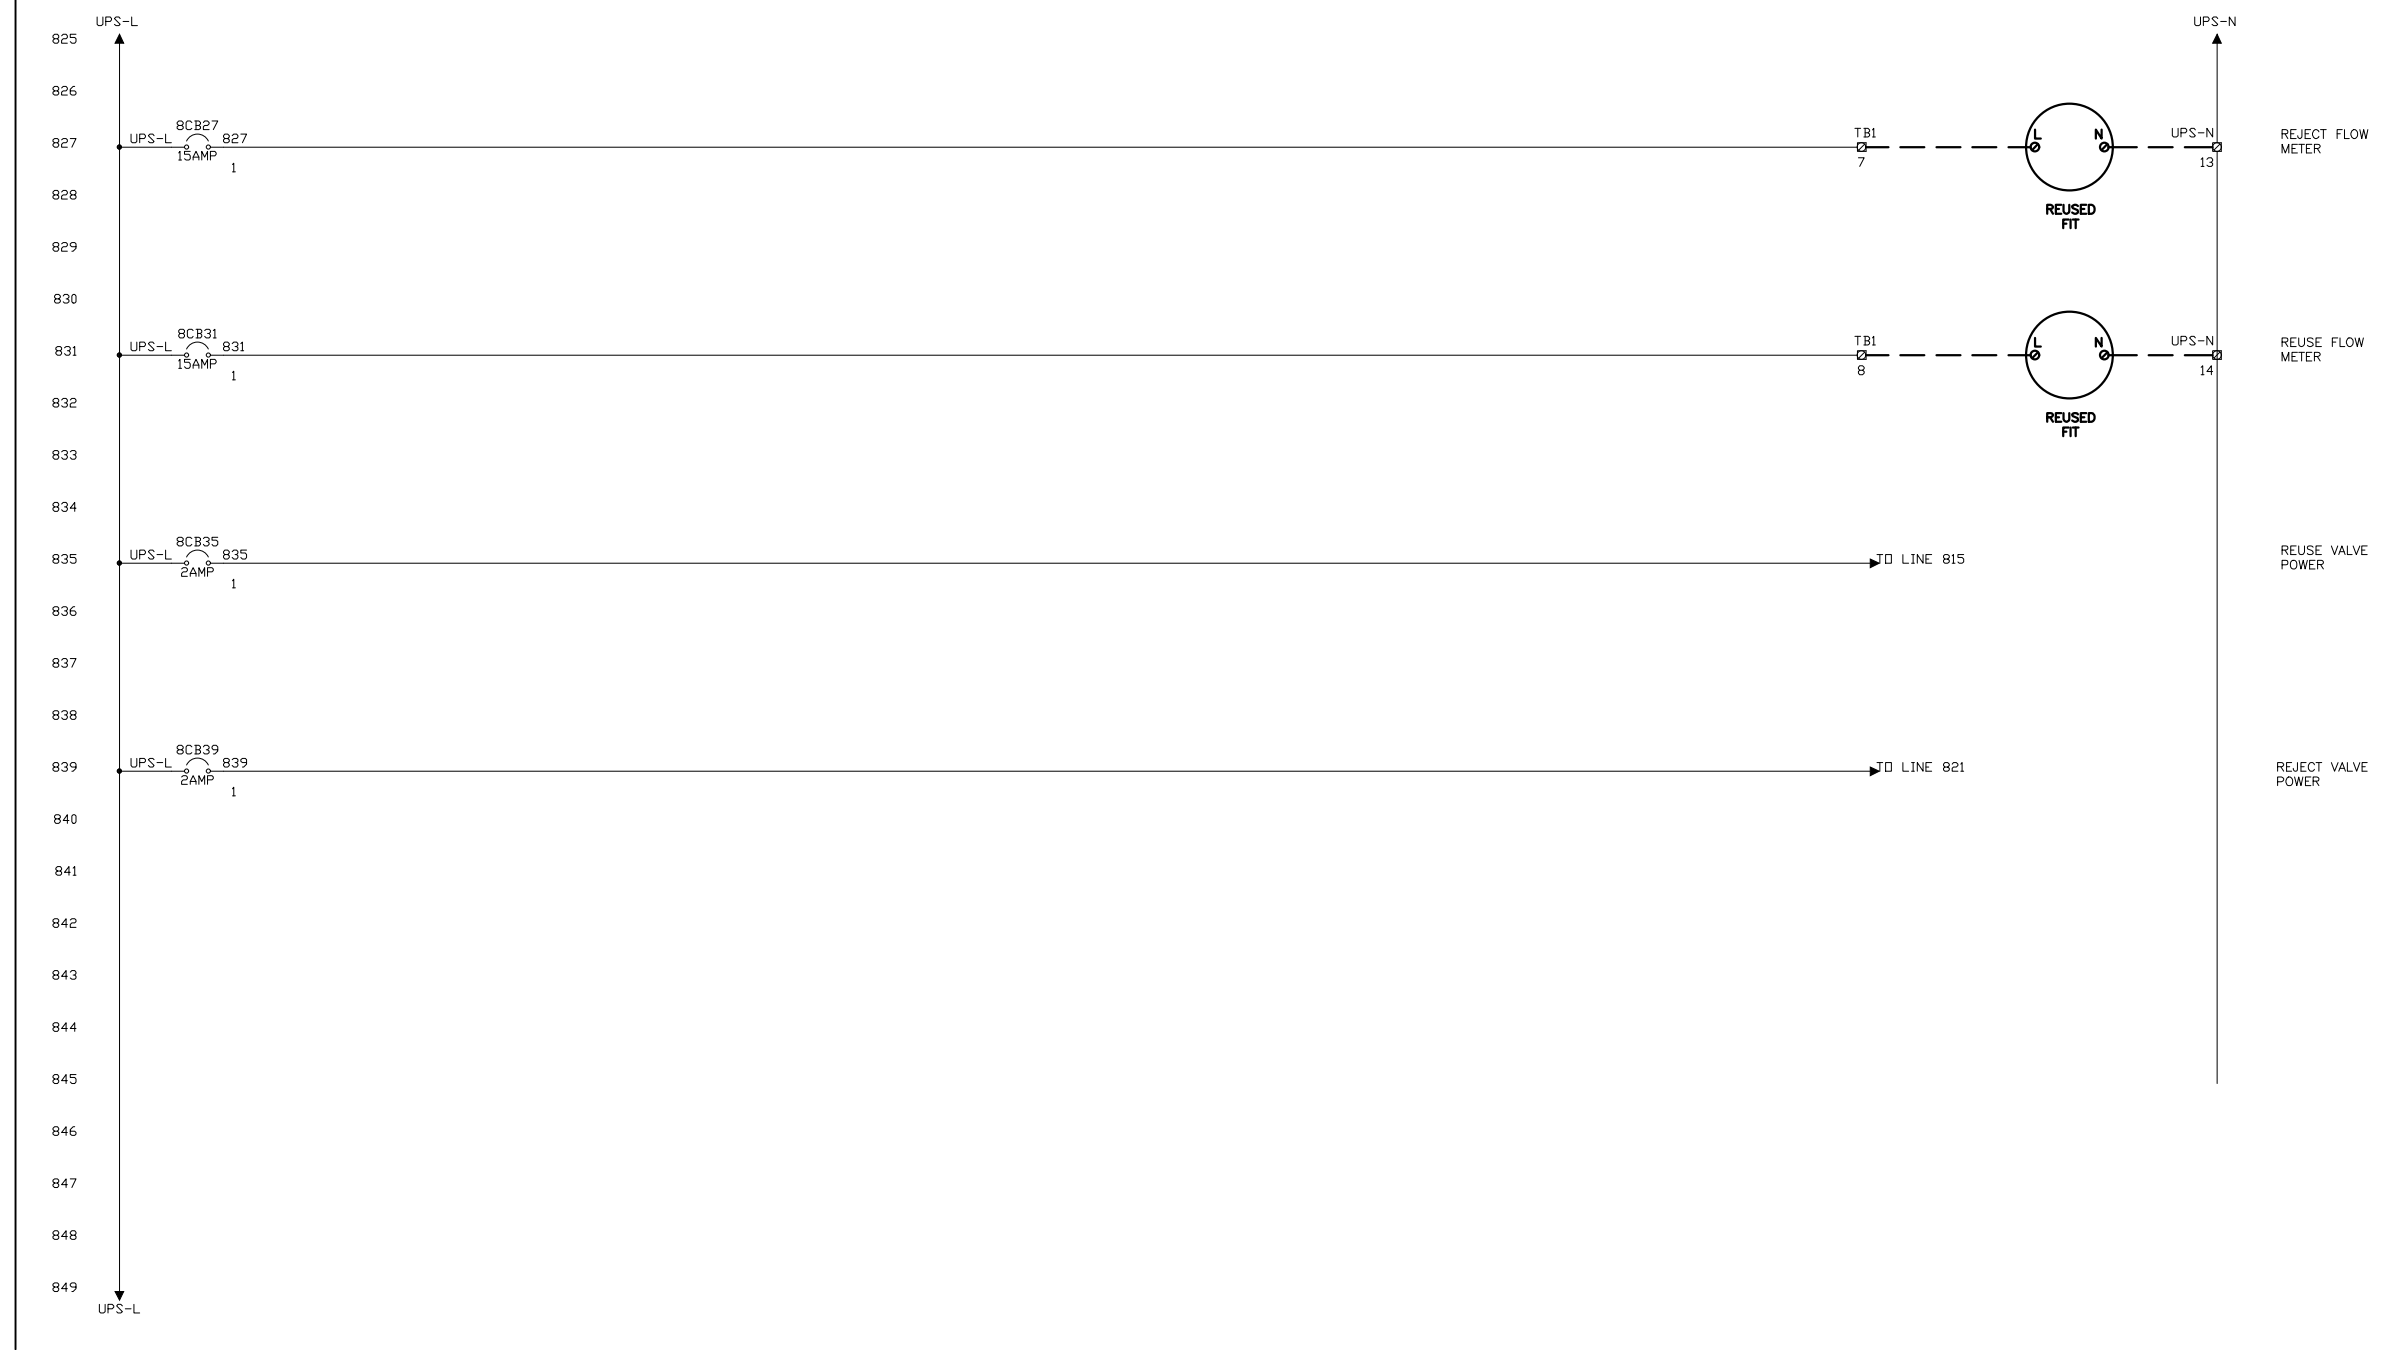 UPS-L UPS-N
825
826
8CB27
827 UPS-L 827 TB1 L N UPS-N REJECT FLOW
15AMP METER
1 7 13
828
REUSED
FIT
829
830
8CB31
831 UPS-L 831 TB1 L N UPS-N REUSE FLOW
15AMP METER
1 8 14
832
REUSED
FIT
833
834
8CB35
835 UPS-L 835 TO LINE 815 REUSE VALVE
2AMP POWER
1
836
837
838
8CB39
839 UPS-L 839 TO LINE 821 REJECT VALVE
2AMP POWER
1
840
841
842
843
844
845
846
847
848
849
UPS-L